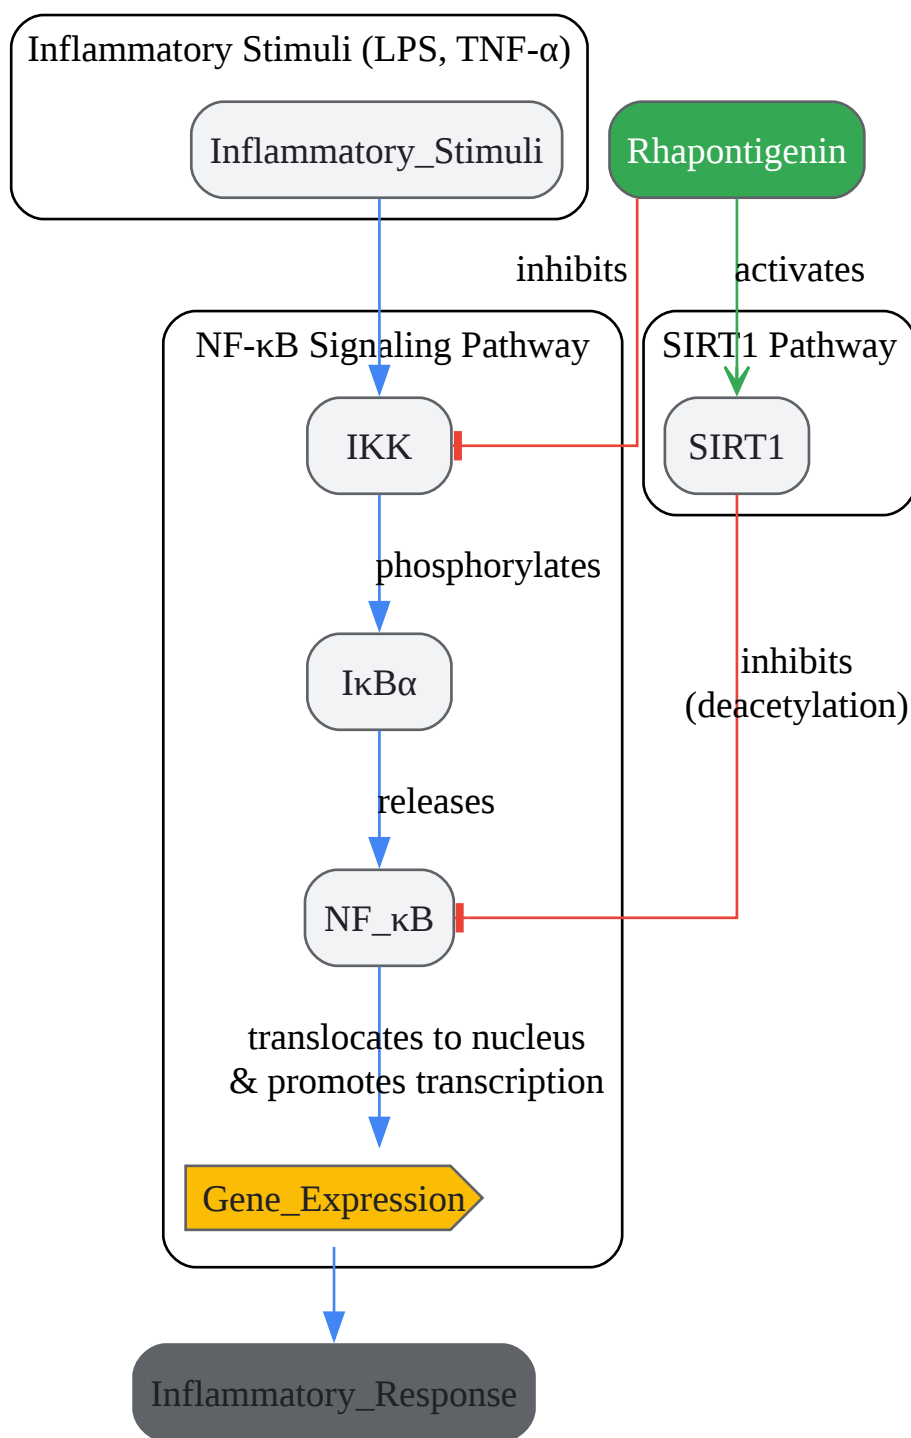 Inflammatory Stimuli (LPS, TNF-α)
Inflammatory_Stimuli
Rhapontigenin
inhibits
activates
NF-κB Signaling Pathway
SIRT1 Pathway
IKK
SIRT1
phosphorylates
IκBα
inhibits
(deacetylation)
releases
NF_κB
translocates to nucleus
& promotes transcription
Gene_Expression
Inflammatory_Response